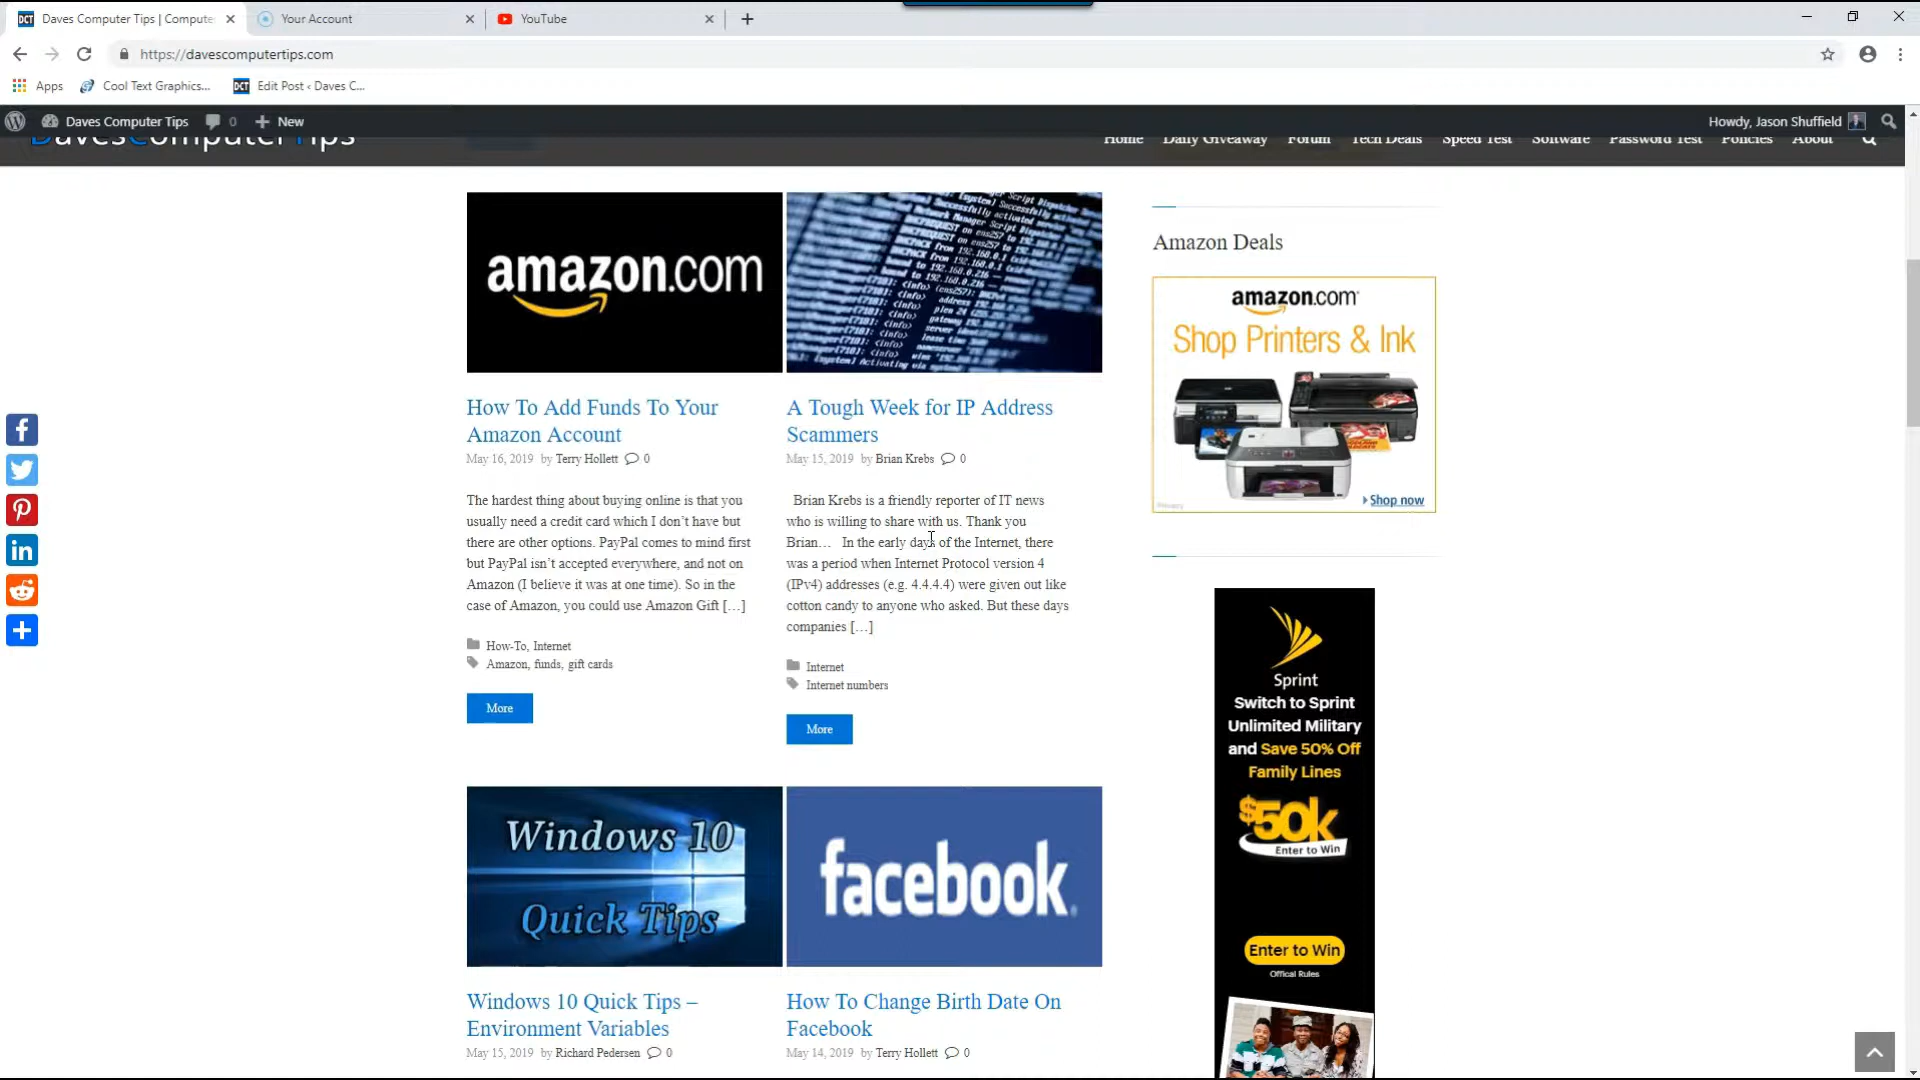 Daves Computer Tips | Compute
Your Account
YouTube
https://davescomputertips.com
Apps
Cool Text Graphics...
DCT
Edit Post ‹ Daves C...
Daves Computer Tips
0
New
Howdy, Jason Shuffield
DavesComputerTips
Home
Daily Giveaway
Forum
Tech Deals
Speed Test
Software
Password Test
Policies
About
amazon.com
How To Add Funds To Your
Amazon Account
May 16, 2019 by Terry Hollett 0
The hardest thing about buying online is that you
usually need a credit card which I don’t have but
there are other options. PayPal comes to mind first
but PayPal isn’t accepted everywhere, and not on
Amazon (I believe it was at one time). So in the
case of Amazon, you could use Amazon Gift […]
How-To, Internet
Amazon, funds, gift cards
More
A Tough Week for IP Address
Scammers
May 15, 2019 by Brian Krebs 0
Brian Krebs is a friendly reporter of IT news
who is willing to share with us. Thank you
Brian… In the early days of the Internet, there
was a period when Internet Protocol version 4
(IPv4) addresses (e.g. 4.4.4.4) were given out like
cotton candy to anyone who asked. But these days
companies […]
Internet
Internet numbers
More
Windows 10
Quick Tips
Windows 10 Quick Tips –
Environment Variables
May 15, 2019 by Richard Pedersen 0
facebook.
How To Change Birth Date On
Facebook
May 14, 2019 by Terry Hollett 0
Amazon Deals
amazon.com
Shop Printers & Ink
Shop now
Privacy
Sprint
Switch to Sprint
Unlimited Military
and Save 50% Off
Family Lines
$50k
Enter to Win
Enter to Win
Offical Rules